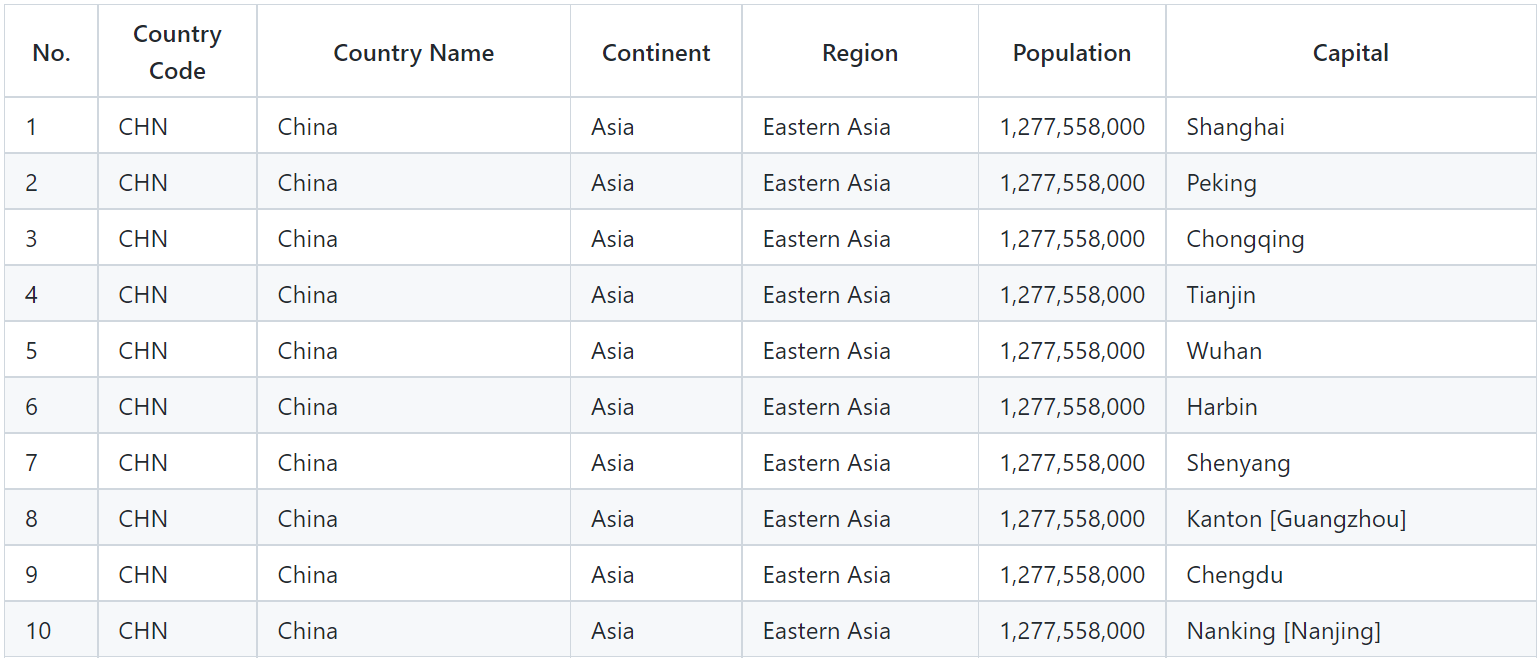 No. Country Code Country Name Continent Region Population Capital
1 CHN China Asia Eastern Asia 1,277,558,000 Shanghai
2 CHN China Asia Eastern Asia 1,277,558,000 Peking
3 CHN China Asia Eastern Asia 1,277,558,000 Chongqing
4 CHN China Asia Eastern Asia 1,277,558,000 Tianjin
5 CHN China Asia Eastern Asia 1,277,558,000 Wuhan
6 CHN China Asia Eastern Asia 1,277,558,000 Harbin
7 CHN China Asia Eastern Asia 1,277,558,000 Shenyang
8 CHN China Asia Eastern Asia 1,277,558,000 Kanton [Guangzhou]
9 CHN China Asia Eastern Asia 1,277,558,000 Chengdu
10 CHN China Asia Eastern Asia 1,277,558,000 Nanking [Nanjing]